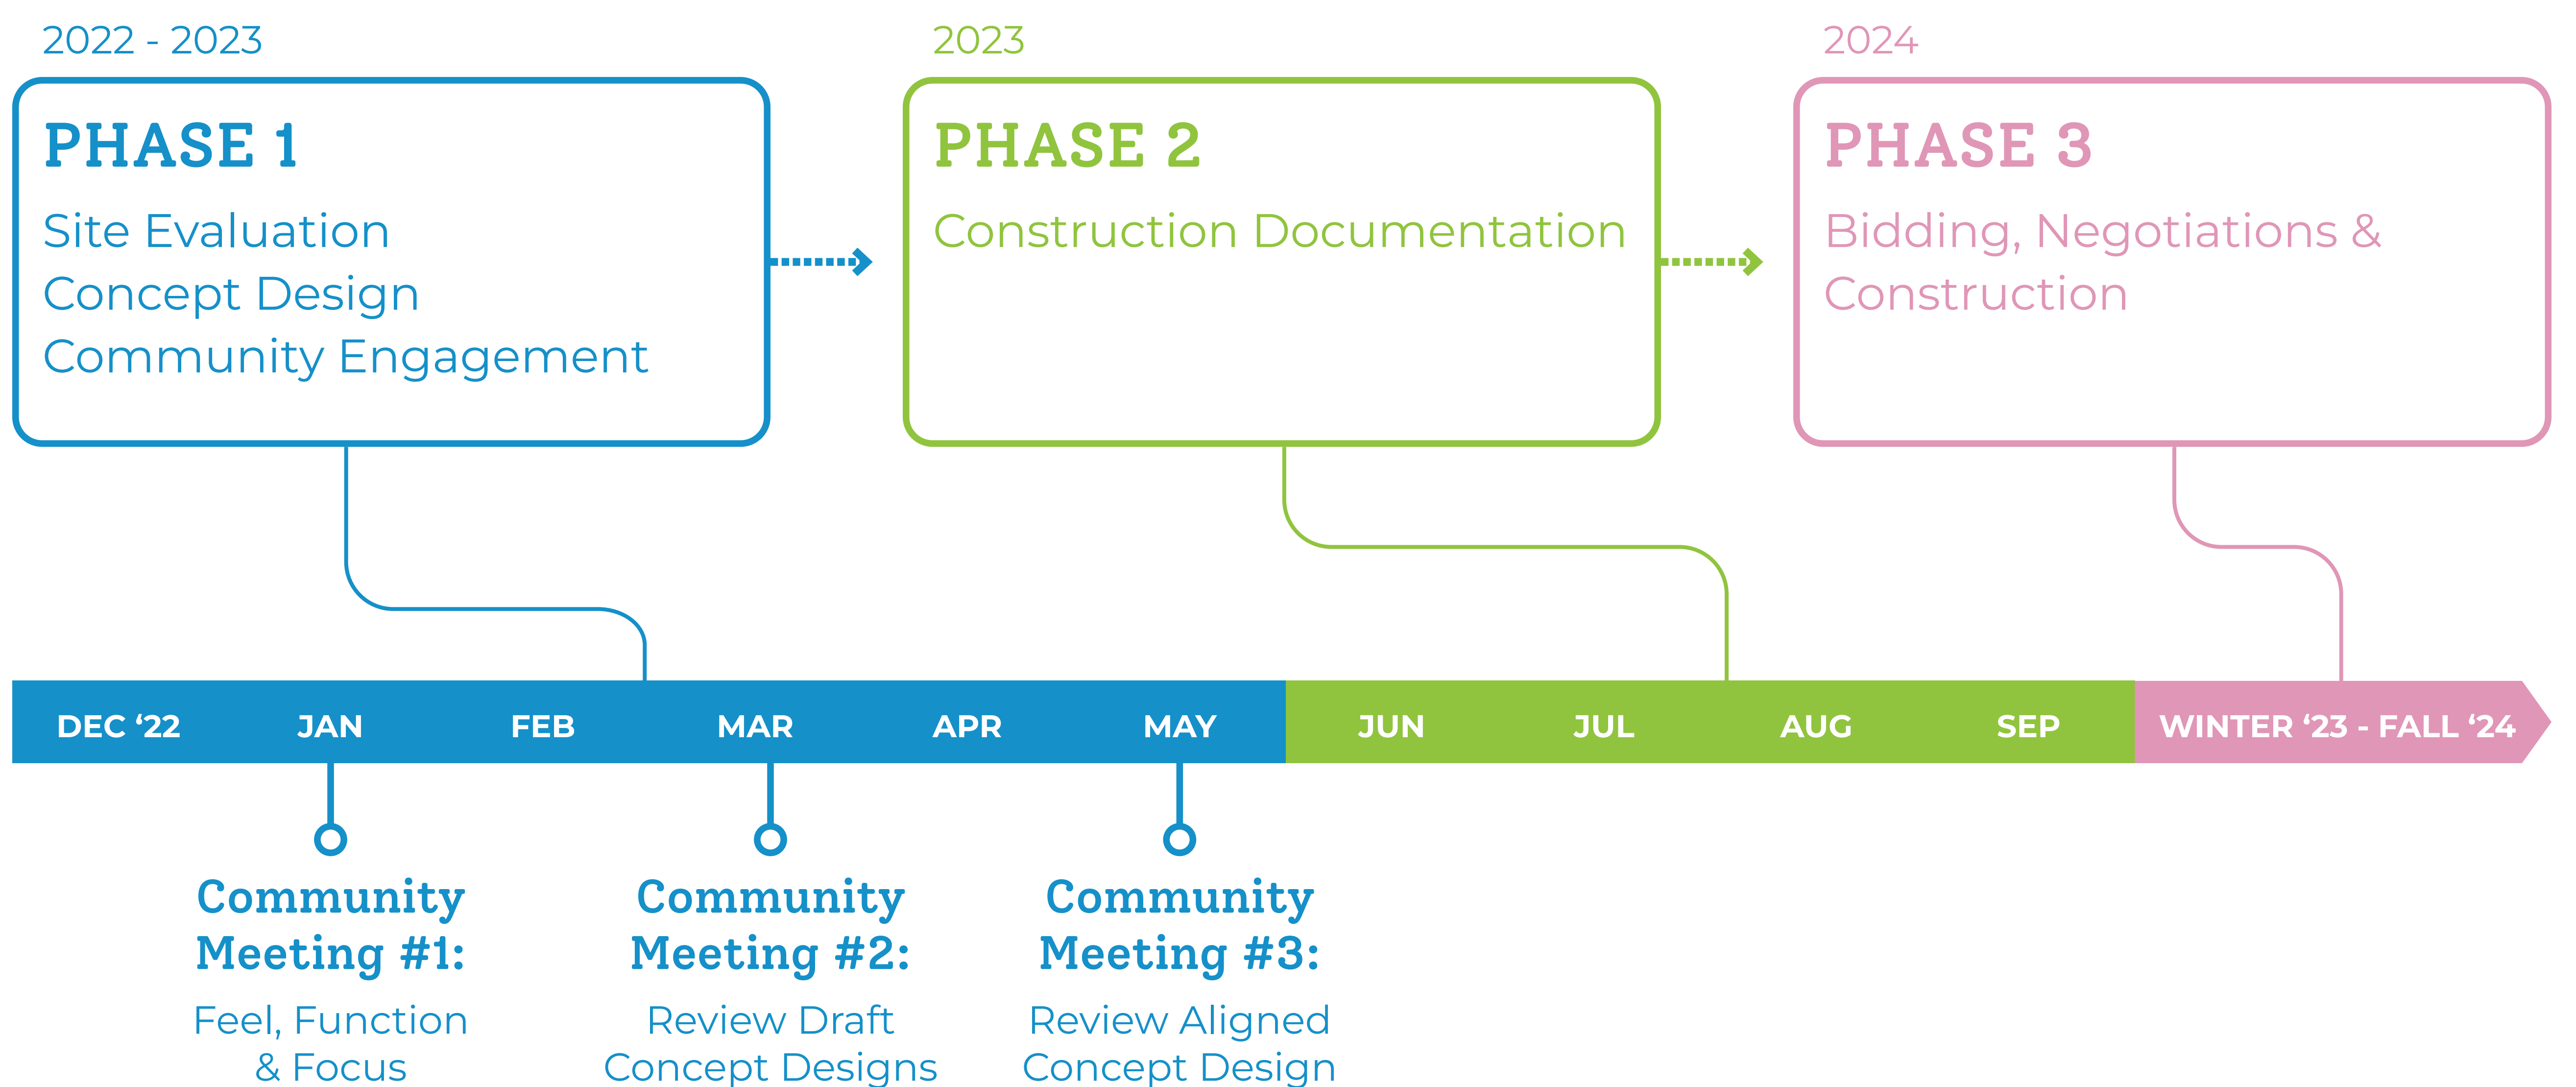 2022 - 2023
PHASE 1
Site Evaluation
Concept Design
Community Engagement
2023
PHASE 2
Construction Documentation
2024
PHASE 3
Bidding, Negotiations &
Construction
DEC ‘22 JAN FEB MAR APR MAY JUN JUL AUG SEP WINTER ‘23 - FALL ‘24
Community
Meeting #1:
Feel, Function
& Focus
Community
Meeting #2:
Review Draft
Concept Designs
Community
Meeting #3:
Review Aligned
Concept Design